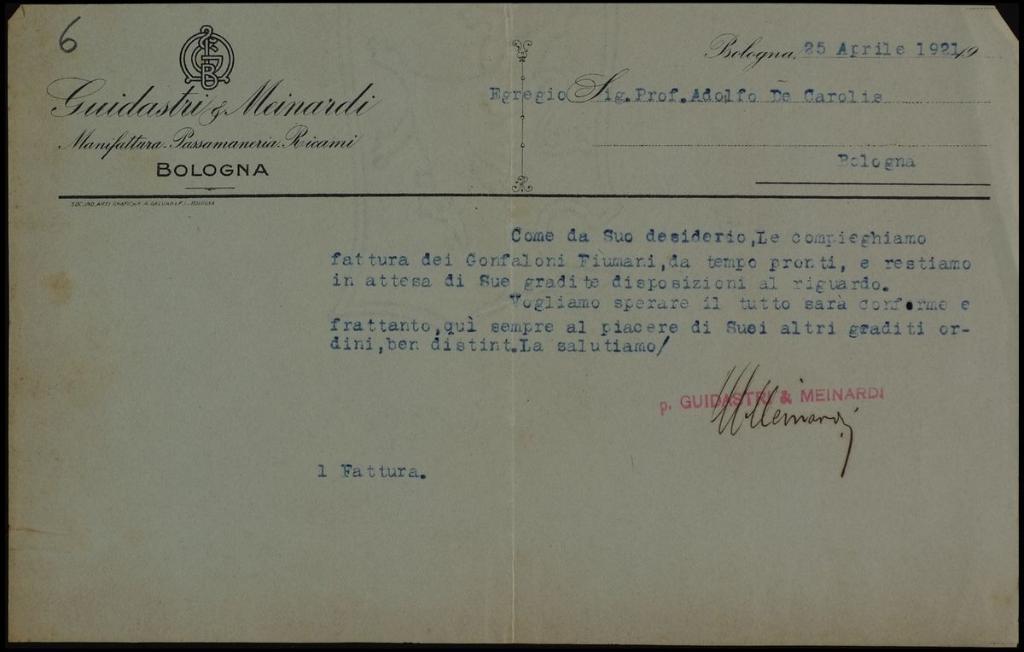 6
Guidastri & Meinardi
Manifattura. Passamaneria. Ricami
BOLOGNA
Bologna, 25 Aprile 1921/9
Egregio Sig. Prof. Adolfo De Carolis
Bologna
Come da Suo desiderio, Le compieghiamo
fattura dei Gonfaloni Fiumani, da tempo pronti, e restiamo
in attesa di Sue gradite disposizioni al riguardo.
Vogliamo sperare il tutto sarà conforme e
frattanto, quì sempre al piacere di Suoi altri graditi or-
dini, ben distint. La salutiamo/
p. GUIDASTRI & MEINARDI
Meinardi
1 Fattura.